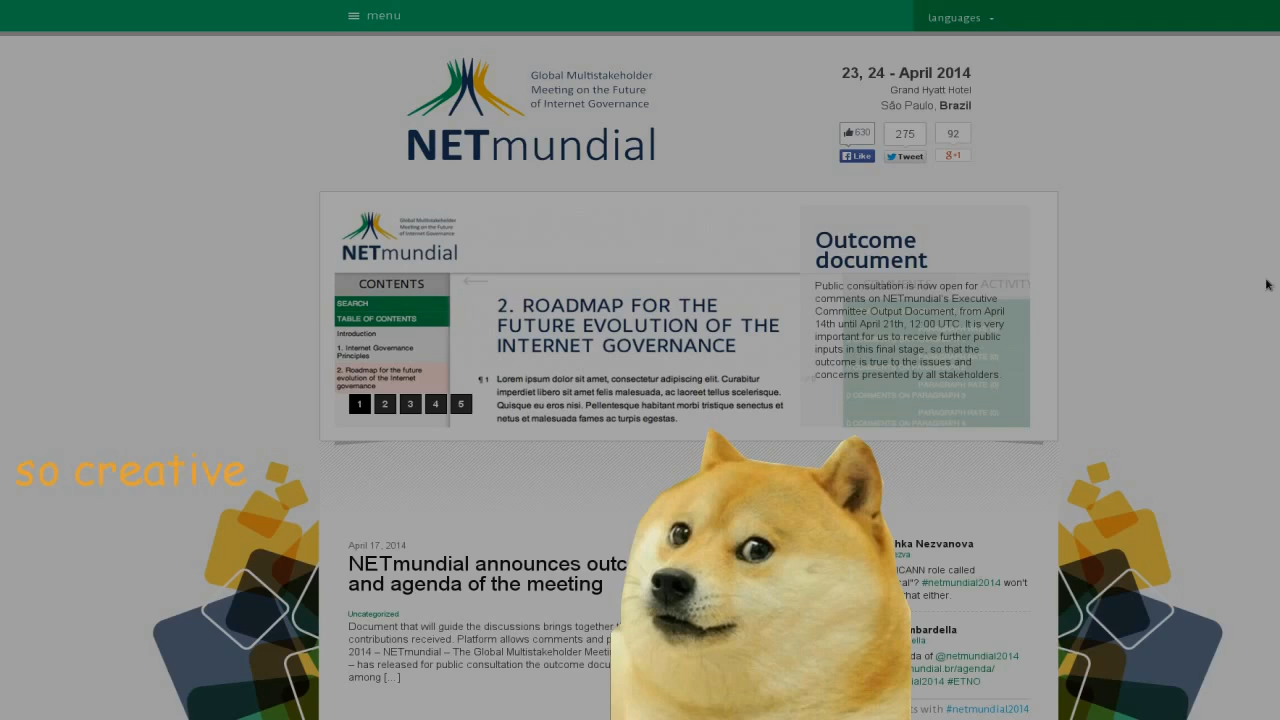 menu
languages
Global Multistakeholder
Meeting on the Future
of Internet Governance
NETmundial
23, 24 - April 2014
Grand Hyatt Hotel
São Paulo, Brazil
630
275
92
Like
Tweet
+1
Global Multistakeholder
Meeting on the Future
of Internet Governance
NETmundial
CONTENTS
SEARCH
TABLE OF CONTENTS
Introduction
1. Internet Governance
Principles
2. Roadmap for the future
evolution of the Internet
governance
1 2 3 4 5
2. ROADMAP FOR THE
FUTURE EVOLUTION OF THE
INTERNET GOVERNANCE
¶ 1 Lorem ipsum dolor sit amet, consectetur adipiscing elit. Curabitur
imperdiet libero sit amet felis malesuada, ac laoreet tellus scelerisque.
Quisque eu eros nisi. Pellentesque habitant morbi tristique senectus et
netus et malesuada fames ac turpis egestas.
Outcome
document
ACTIVITY
Public consultation is now open for
comments on NETmundial's Executive
Committee Output Document, from April
14th until April 21th, 12:00 UTC. It is very
important for us to receive further public
inputs in this final stage, so that the
outcome is true to the issues and
concerns presented by all stakeholders
so creative
April 17, 2014
NETmundial announces outc
and agenda of the meeting
Uncategorized
Document that will guide the discussions brings together
contributions received. Platform allows comments and p
2014 – NETmundial – The Global Multistakeholder Meeti
– has released for public consultation the outcome docu
among [...]
hka Nezvanova
ezva
ICANN role called
al"? #netmundial2014 won't
that either.
mbardella
ella
da of @netmundial2014
mundial.br/agenda/
ial2014 #ETNO
ts with #netmundial2014